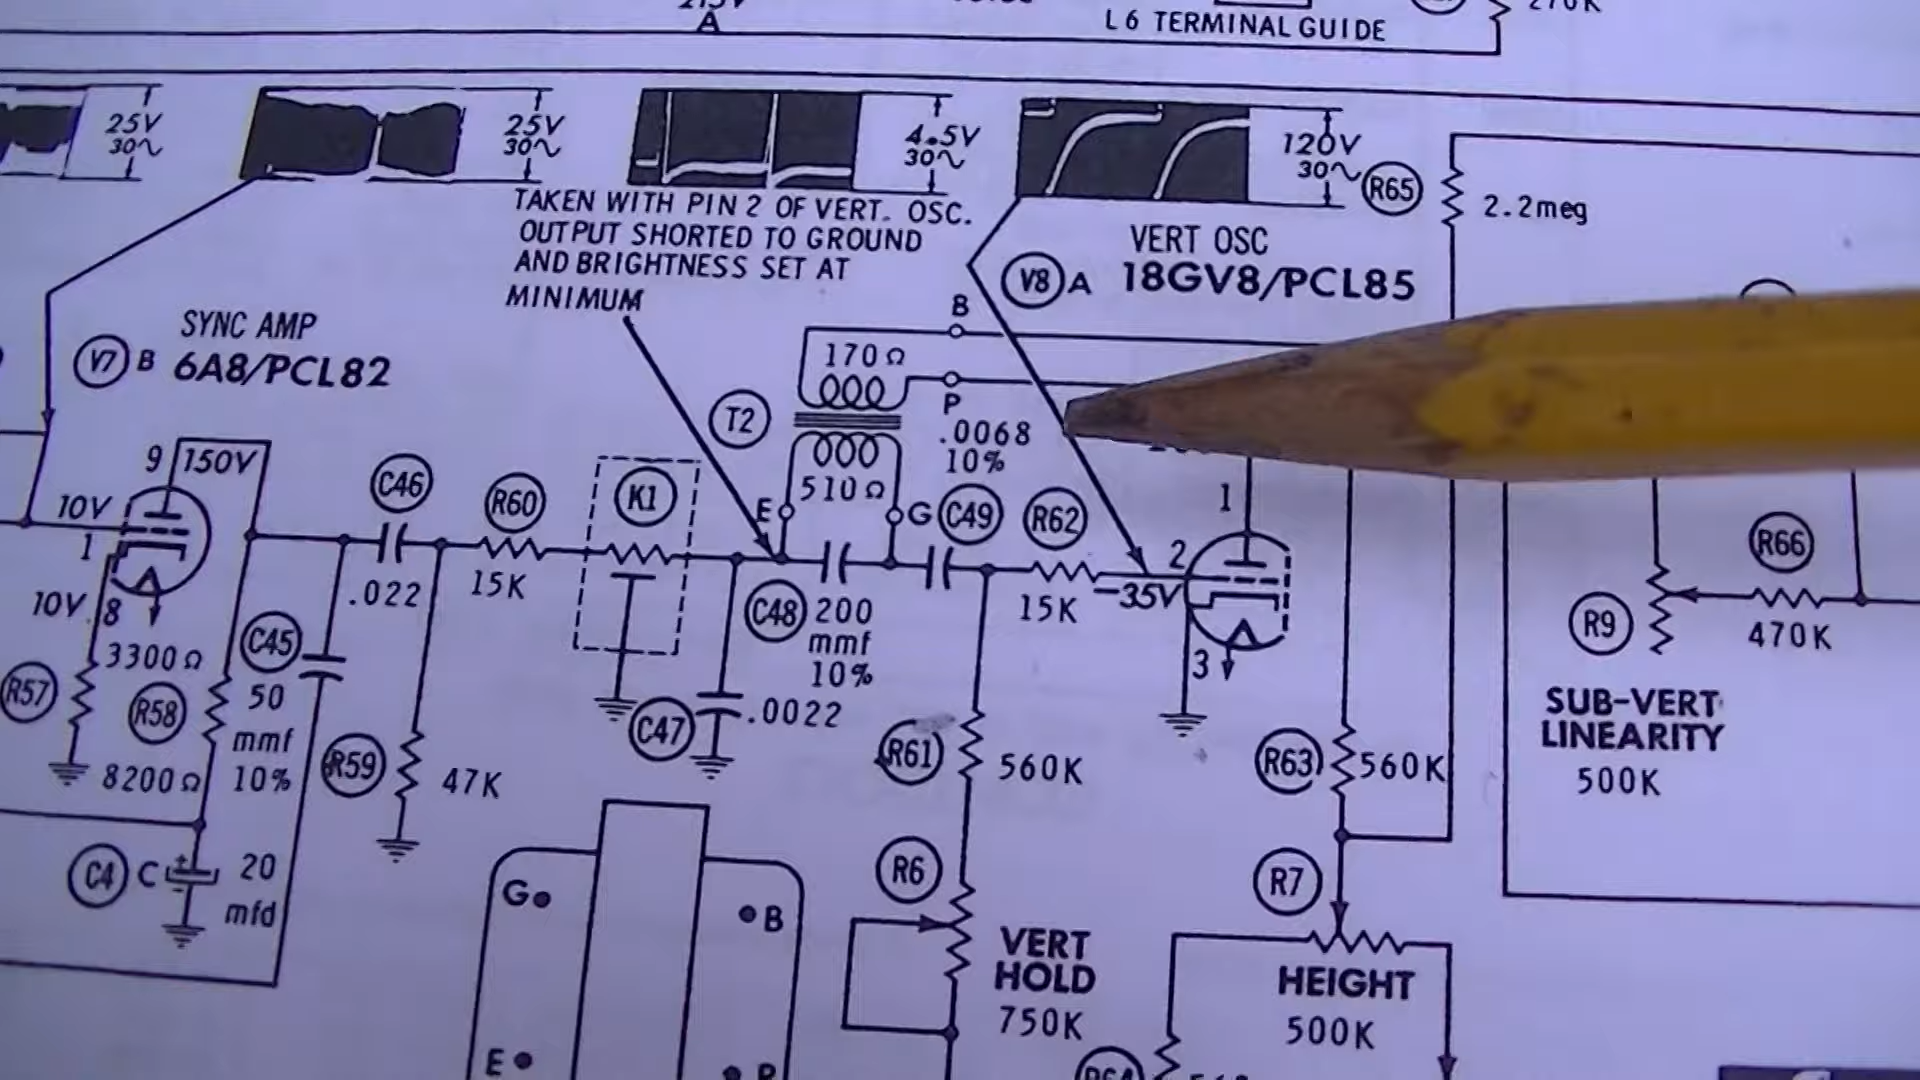 L6 TERMINAL GUIDE
A
25V
30~
25V
30~
4.5V
30~
120V
30~
R65
2.2meg
TAKEN WITH PIN 2 OF VERT. OSC.
OUTPUT SHORTED TO GROUND
AND BRIGHTNESS SET AT
MINIMUM
VERT OSC
V8 A 18GV8/PCL85
SYNC AMP
V7 B 6A8/PCL82
B
170Ω
P
T2
.0068
10%
510Ω
E
G
C49
R62
15K
-35V
1
2
3
9
150V
10V
1
10V
8
C46
.022
R60
15K
K1
C48
200
mmf
10%
C47
.0022
3300Ω
R57
R58
8200Ω
C45
50
mmf
10%
R59
47K
C4 C
20
mfd
R61
560K
R63
560K
R6
VERT
HOLD
750K
R7
HEIGHT
500K
R9
SUB-VERT
LINEARITY
500K
R66
470K
G
B
E
R64